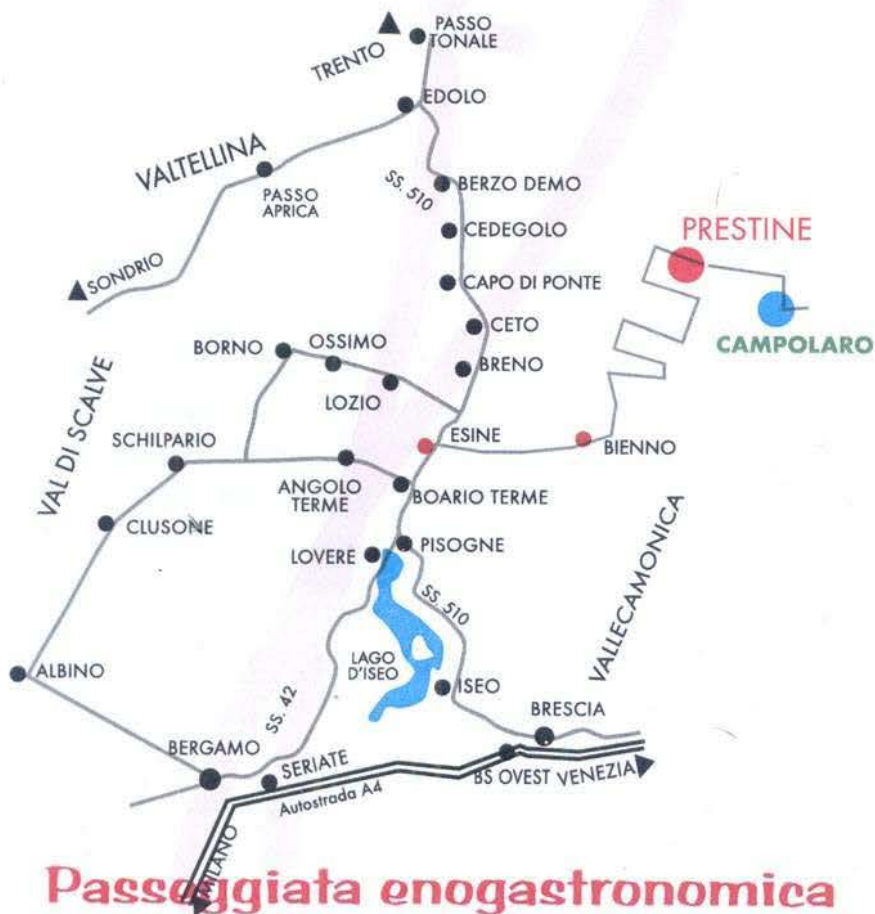 PASSO
TONALE
TRENTO
EDOLO
VALTELLINA
PASSO
APRICA
SS. 510
BERZO DEMO
CEDEGOLO
PRESTINE
SONDRIO
CAPO DI PONTE
CETO
CAMPOLARO
BORNO
OSSIMO
BRENO
LOZIO
VAL DI SCALVE
SCHILPARIO
ESINE
BIENNO
ANGOLO
TERME
BOARIO TERME
CLUSONE
LOVERE
PISOGNE
SS. 510
VALLECAMONICA
LAGO
D'ISEO
ALBINO
ISEO
SS. 42
BRESCIA
BERGAMO
SERIATE
BS OVEST VENEZIA
Autostrada A4
MILANO
Passeggiata enogastronomica